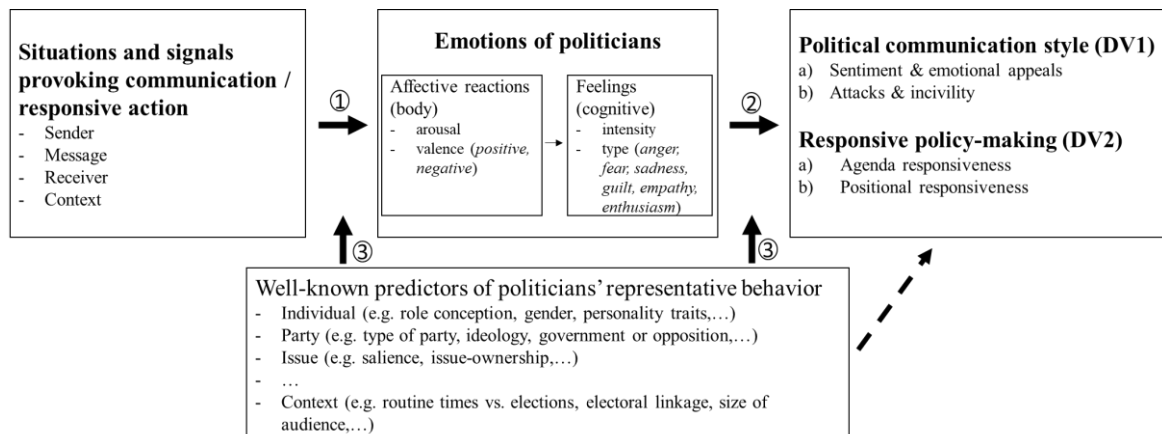 Situations and signals
provoking communication /
responsive action
- Sender
- Message
- Receiver
- Context
①
Emotions of politicians
Affective reactions
(body)
- arousal
- valence (positive,
negative)
Feelings
(cognitive)
- intensity
- type (anger,
fear, sadness,
guilt, empathy,
enthusiasm)
②
Political communication style (DV1)
a) Sentiment & emotional appeals
b) Attacks & incivility
Responsive policy-making (DV2)
a) Agenda responsiveness
b) Positional responsiveness
③
③
Well-known predictors of politicians' representative behavior
- Individual (e.g. role conception, gender, personality traits,…)
- Party (e.g. type of party, ideology, government or opposition,…)
- Issue (e.g. salience, issue-ownership,…)
- …
- Context (e.g. routine times vs. elections, electoral linkage, size of
audience,…)